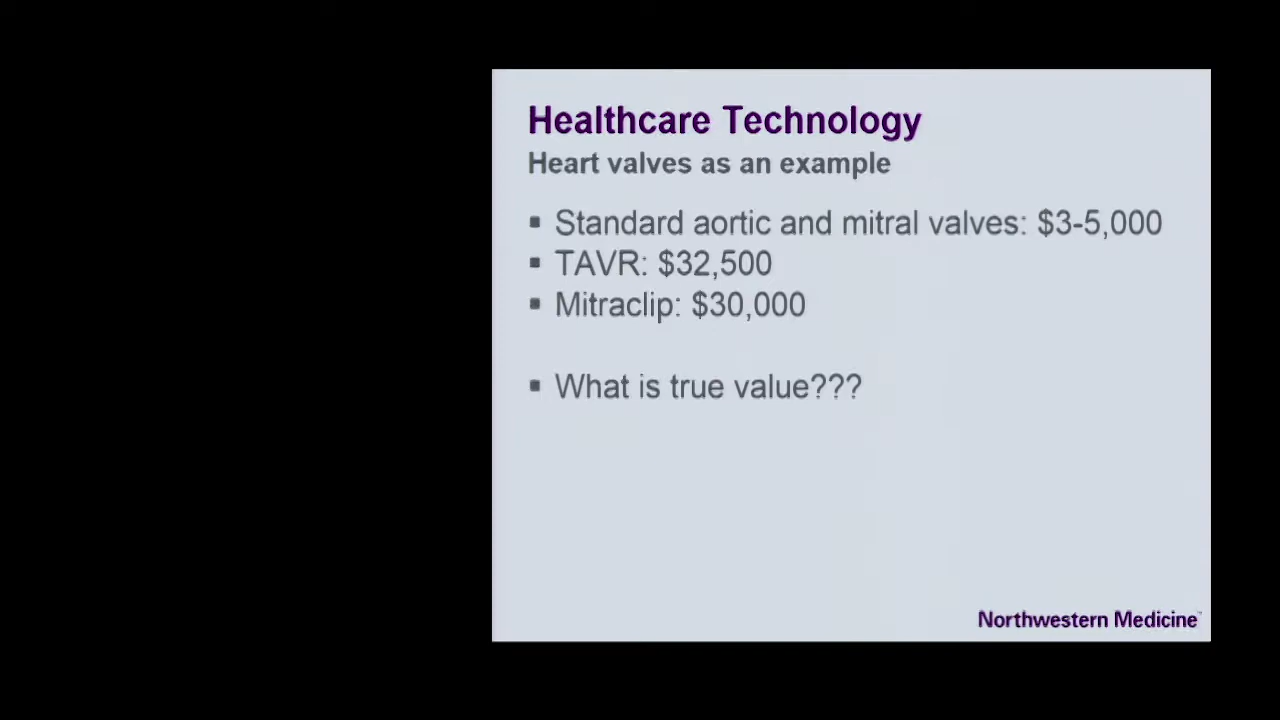 Healthcare Technology
Heart valves as an example
▪ Standard aortic and mitral valves: $3-5,000
▪ TAVR: $32,500
▪ Mitraclip: $30,000
▪ What is true value???
Northwestern Medicine™